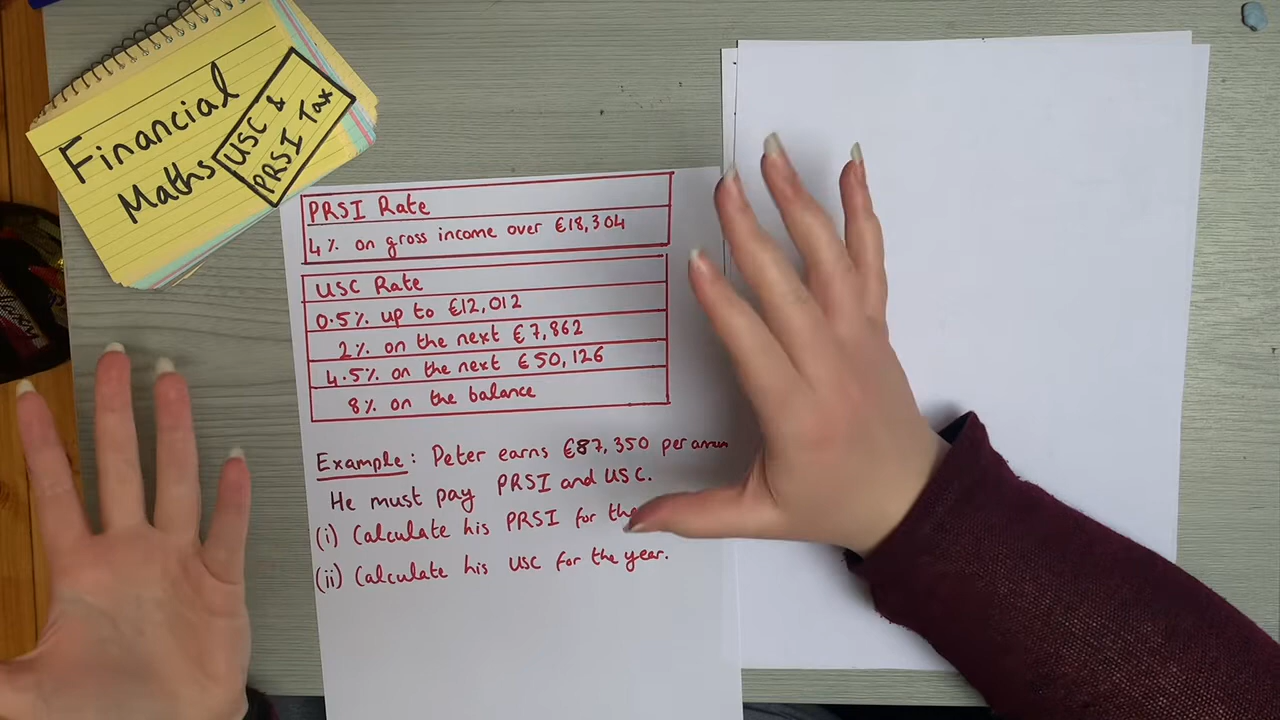 Financial
Maths
USC &
PRSI Tax
PRSI Rate
4% on gross income over €18,304
USC Rate
0.5% up to €12,012
2% on the next €7,862
4.5% on the next €50,126
8% on the balance
Example: Peter earns €87,350 per annum
He must pay PRSI and USC.
(i) Calculate his PRSI for the
(ii) Calculate his USC for the year.